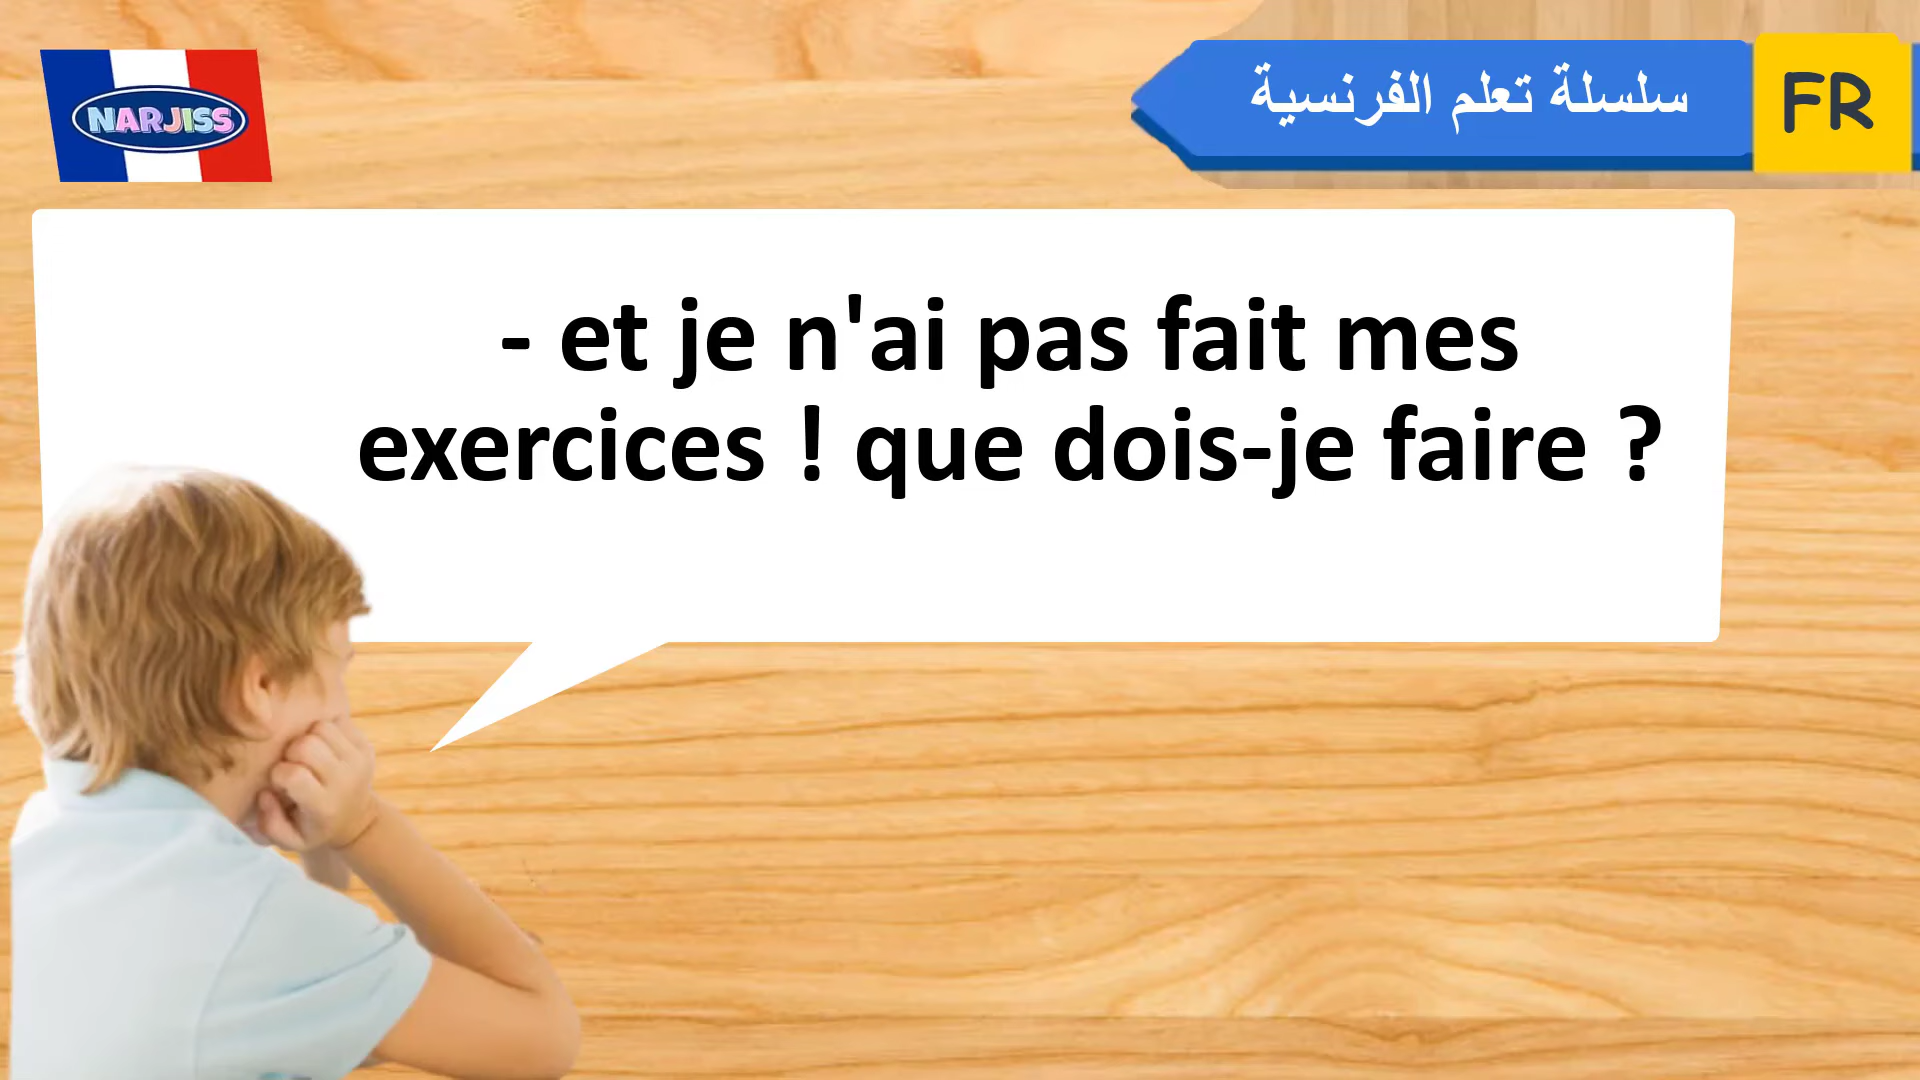 NARJISS
سلسلة تعلم الفرنسية
FR
- et je n'ai pas fait mes
exercices ! que dois-je faire ?